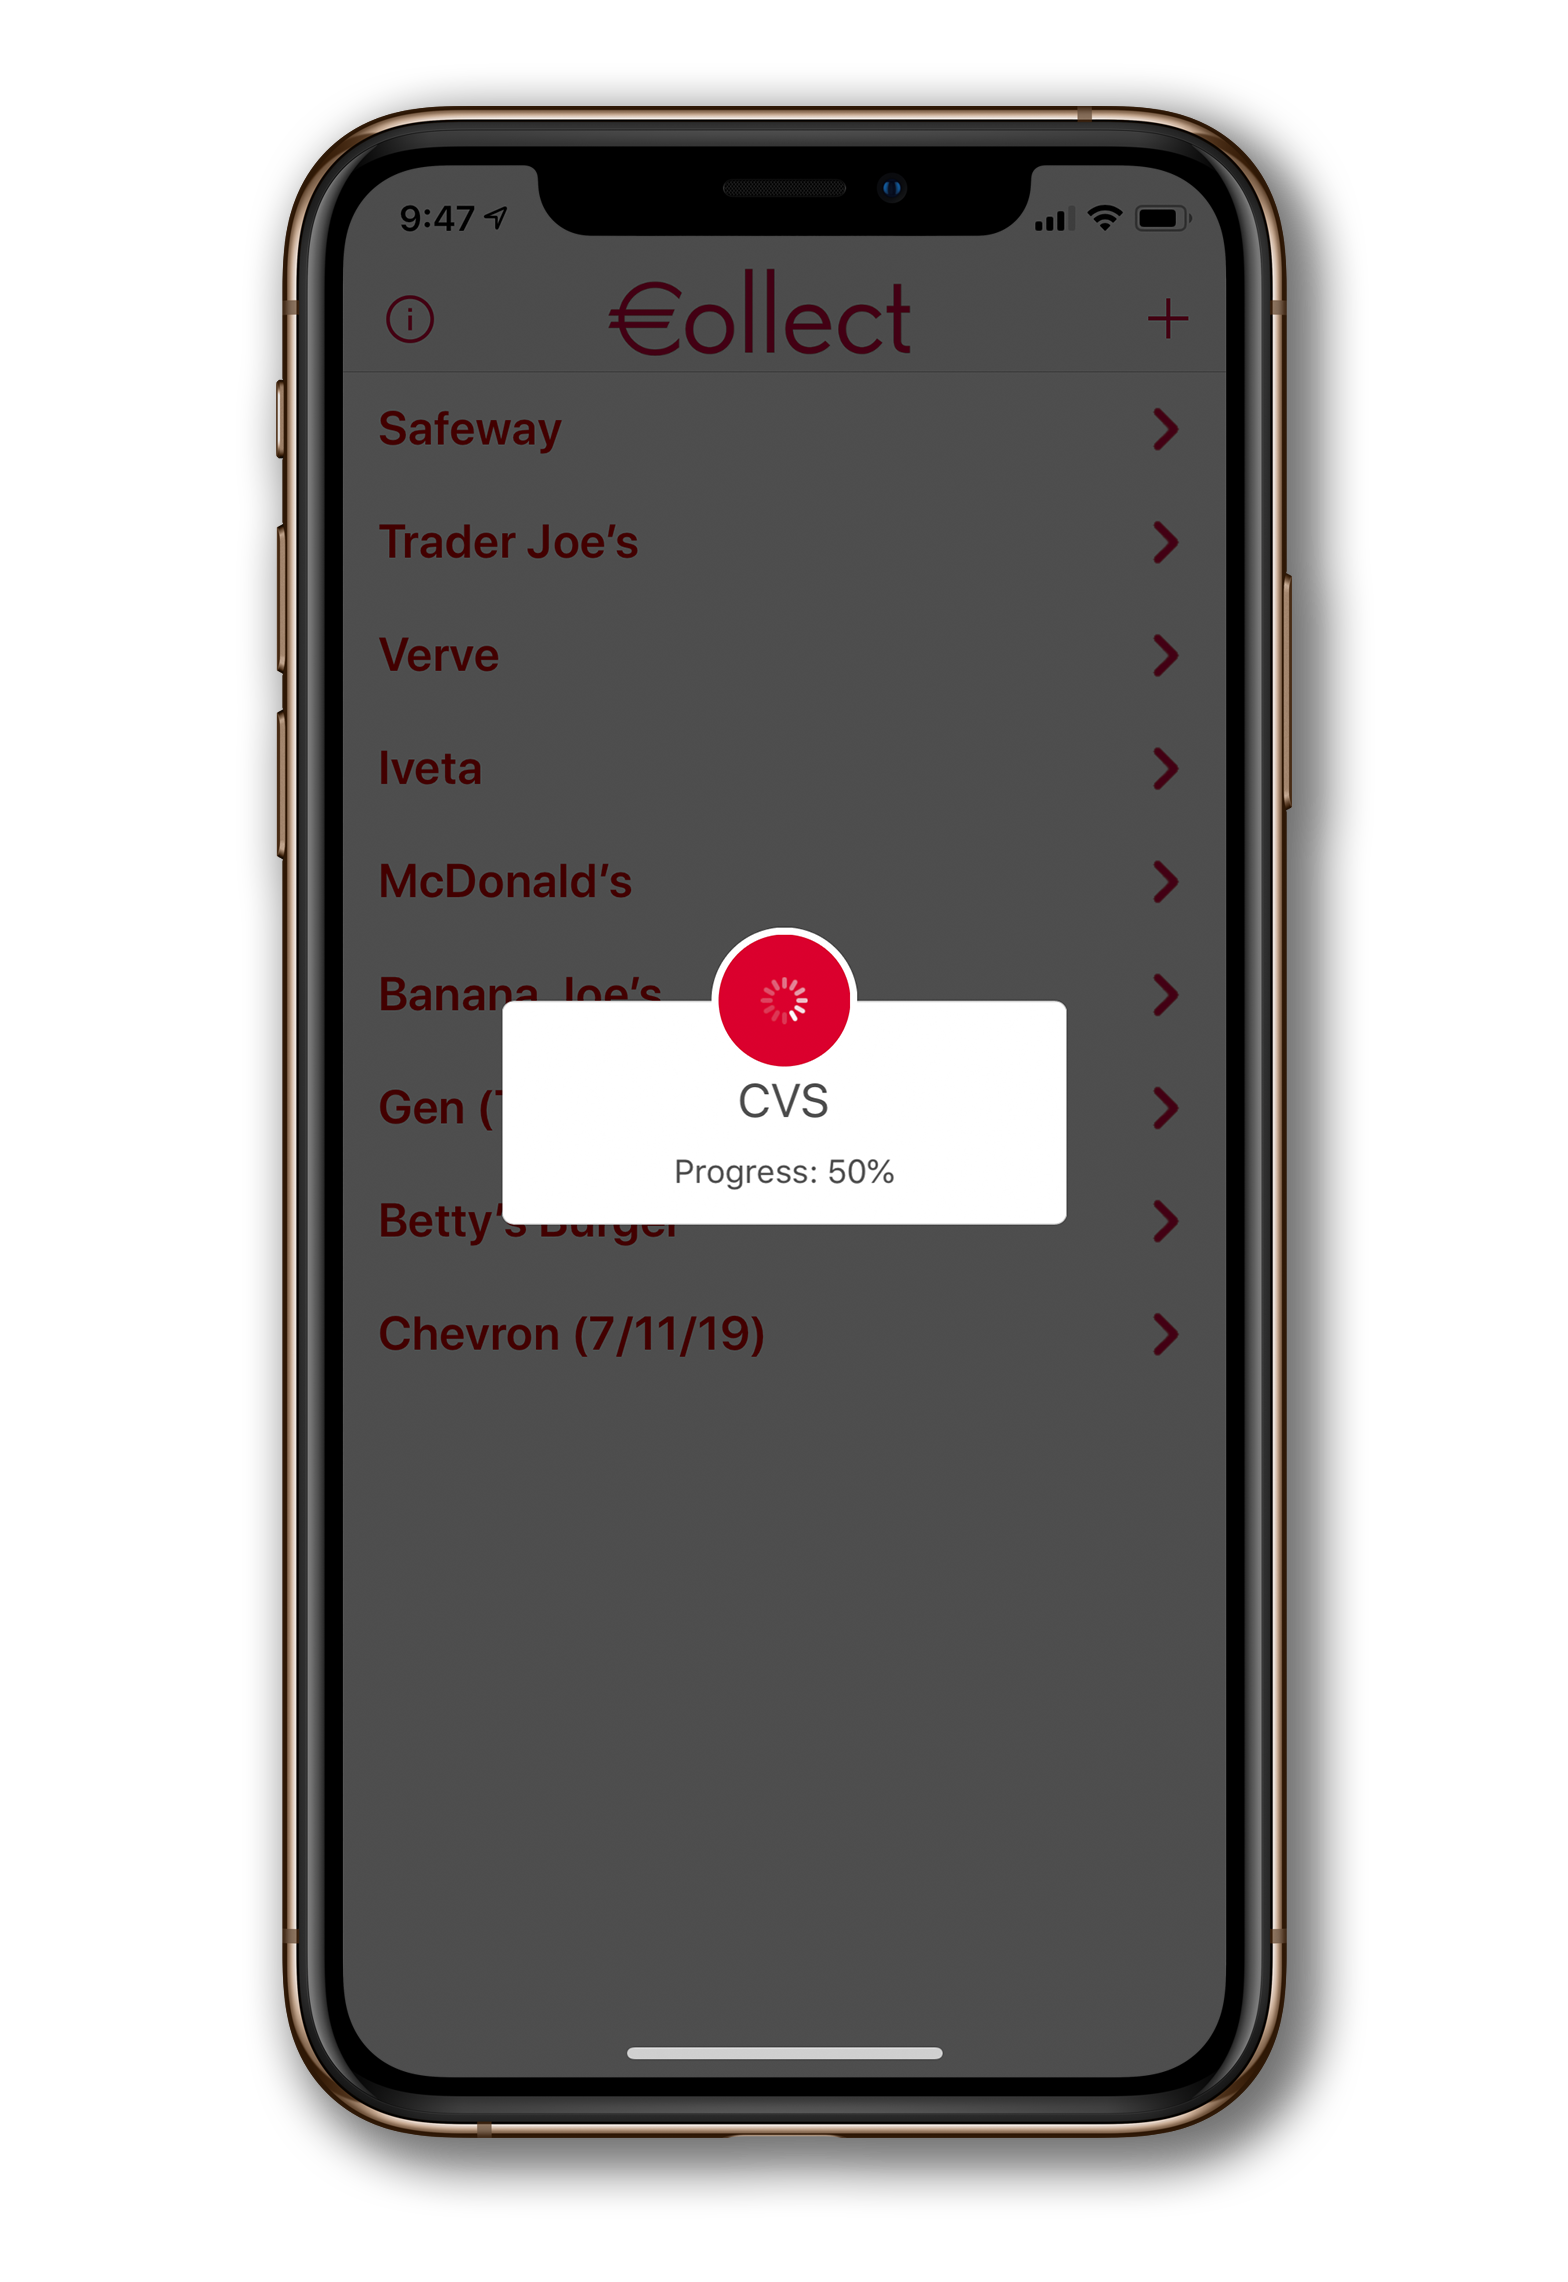 9:47
€ollect
Safeway
Trader Joe’s
Verve
Iveta
McDonald’s
Banana Joe’s
Gen (
CVS
Progress: 50%
Betty’s Burger
Chevron (7/11/19)